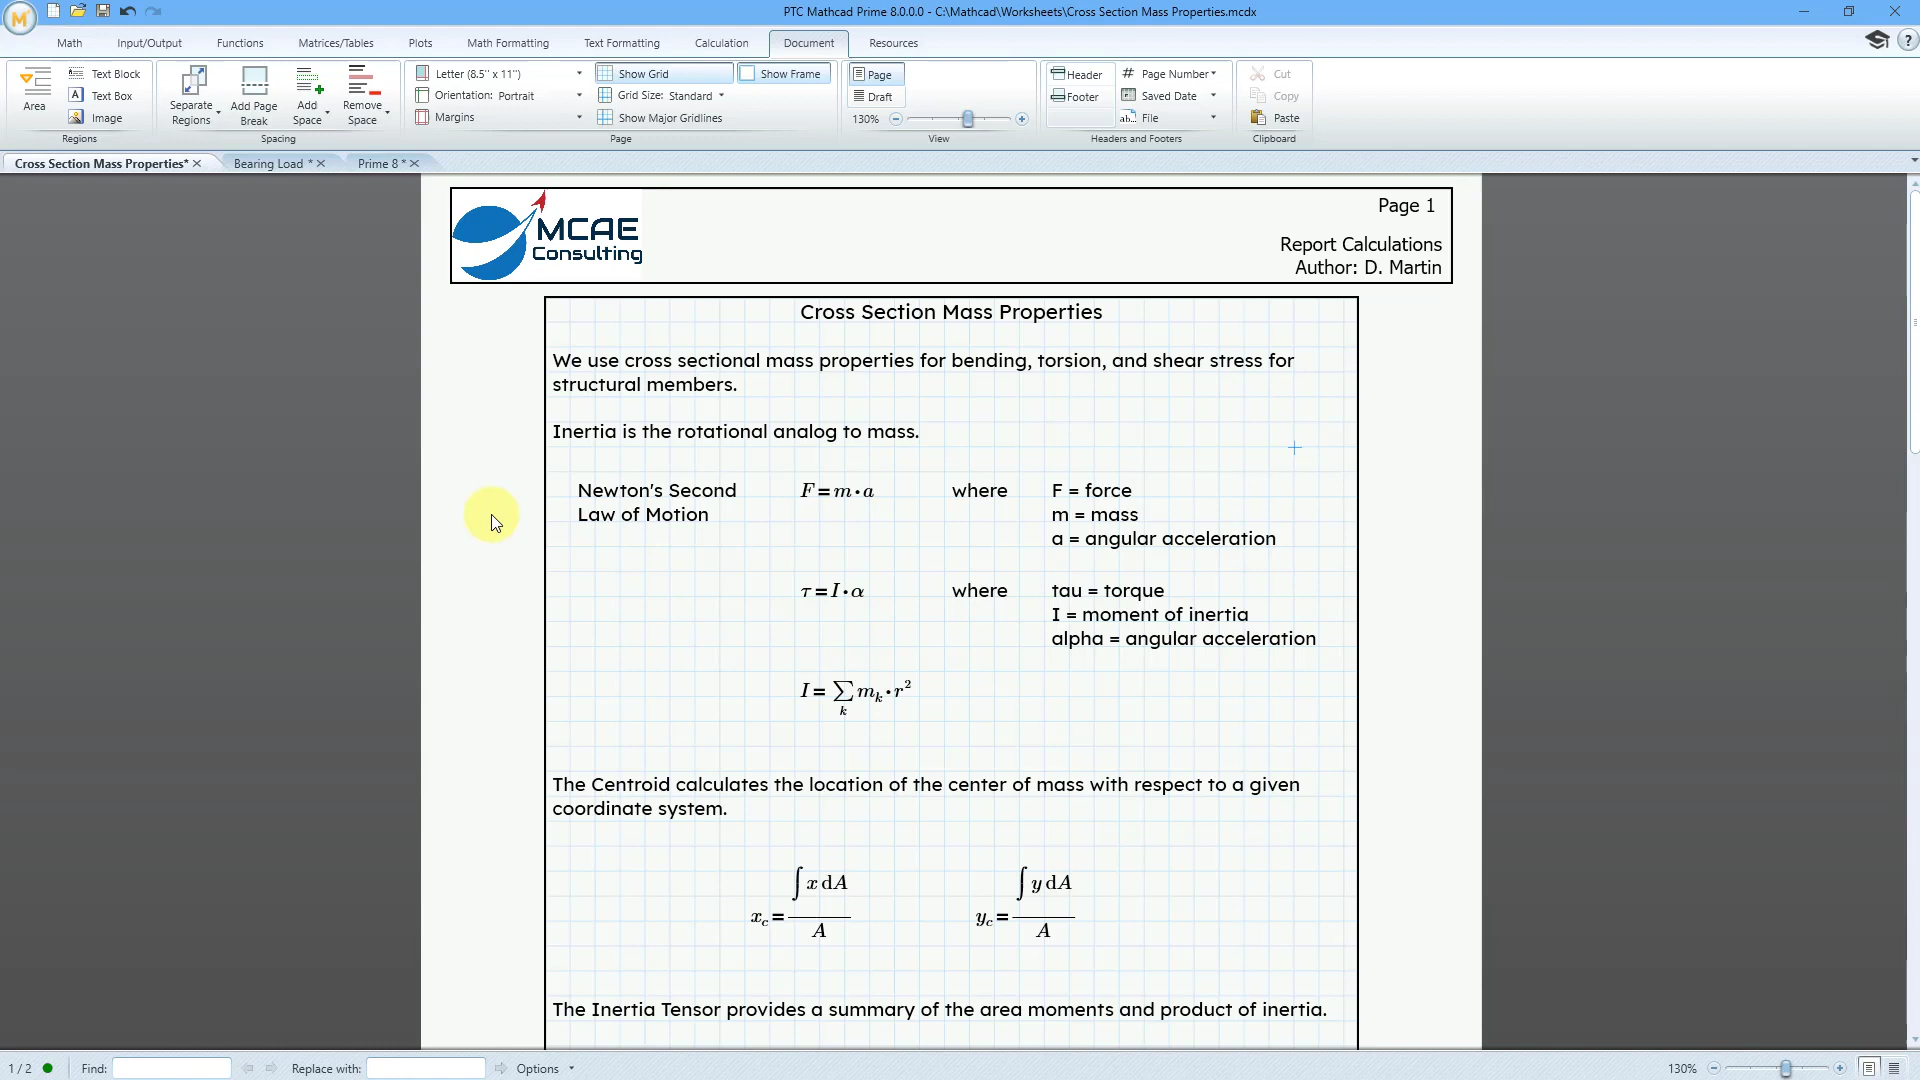 PTC Mathcad Prime 8.0.0.0 - C:\Mathcad\Worksheets\Cross Section Mass Properties.mcdx
Math Input/Output Functions Matrices/Tables Plots Math Formatting Text Formatting Calculation Document Resources
Area
Text Block
Text Box
Image
Regions
Separate Regions
Add Page Break
Add Space
Remove Space
Spacing
Letter (8.5" x 11")
Orientation: Portrait
Margins
Show Grid
Grid Size: Standard
Show Major Gridlines
Show Frame
Page
Page
Draft
130%
View
Header
Footer
# Page Number
Saved Date
ab.. File
Headers and Footers
Cut
Copy
Paste
Clipboard
Cross Section Mass Properties* Bearing Load * Prime 8 *
MCAE
Consulting
Page 1
Report Calculations
Author: D. Martin
Cross Section Mass Properties
We use cross sectional mass properties for bending, torsion, and shear stress for
structural members.
Inertia is the rotational analog to mass.
Newton's Second
Law of Motion
F=m·a
where
F = force
m = mass
a = angular acceleration
τ=I·α
where
tau = torque
I = moment of inertia
alpha = angular acceleration
I=∑ₖ mₖ·r²
The Centroid calculates the location of the center of mass with respect to a given
coordinate system.
∫ x dA
x_c=
A
∫ y dA
y_c=
A
The Inertia Tensor provides a summary of the area moments and product of inertia.
1 / 2 Find: Replace with: Options 130%